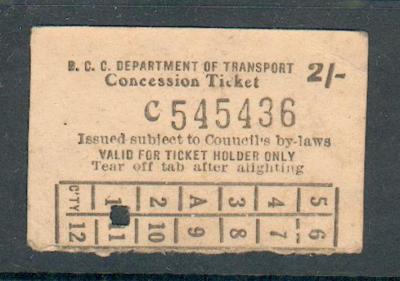 B. C. C. DEPARTMENT OF TRANSPORT
Concession Ticket 2/-
C 545436
Issued subject to Council's by-laws
VALID FOR TICKET HOLDER ONLY
Tear off tab after alighting
C'TY 1 2 A 3 4 5
12 11 10 9 8 7 6